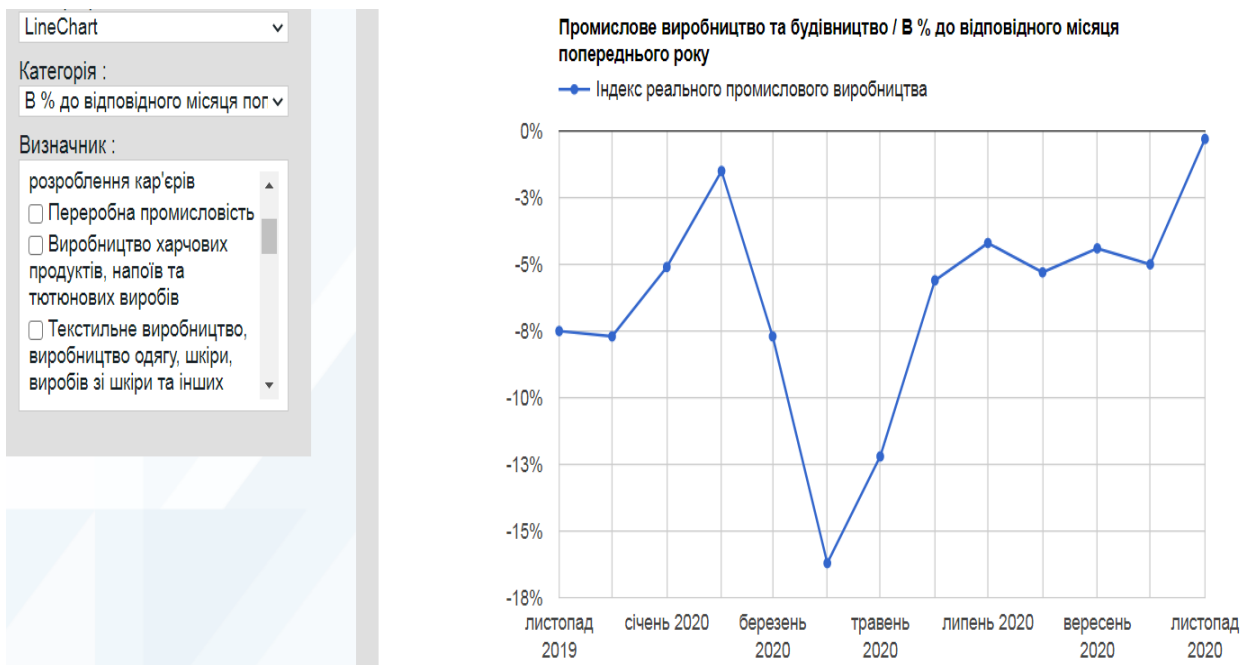 LineChart
Категорія :
В % до відповідного місяця поп
Визначник :
розроблення кар'єрів
Переробна промисловість
Виробництво харчових
продуктів, напоїв та
тютюнових виробів
Текстильне виробництво,
виробництво одягу, шкіри,
виробів зі шкіри та інших
Промислове виробництво та будівництво / В % до відповідного місяця
попереднього року
Індекс реального промислового виробництва
0%
-3%
-5%
-8%
-10%
-13%
-15%
-18%
листопад 2019
січень 2020
березень 2020
травень 2020
липень 2020
вересень 2020
листопад 2020